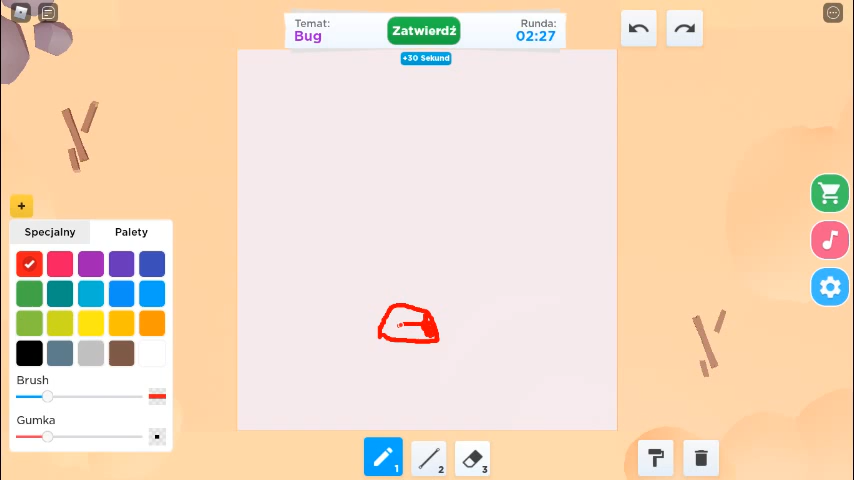 Temat:
Bug
Zatwierdź
Runda:
02:27
+30 Sekund
+
Specjalny
Palety
Brush
Gumka
1
2
3